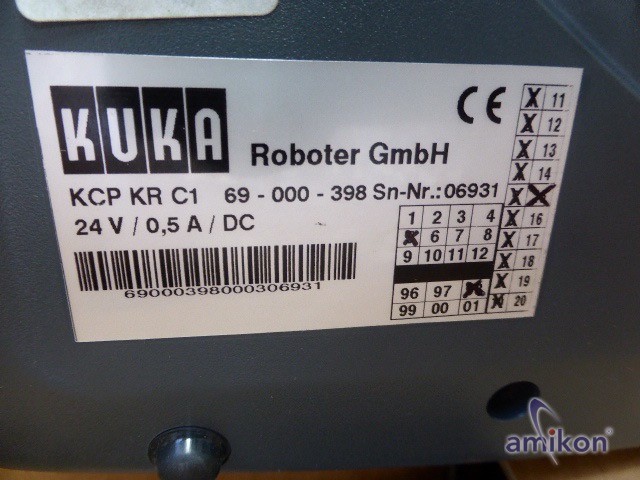 KUKA
Roboter GmbH
CE
KCP KR C1 69 - 000 - 398 Sn-Nr.: 06931
24 V / 0,5 A / DC
69000398000306931
1 2 3 4
X 6 7 8
9 10 11 12
96 97 X
99 00 01
X 11
X 12
X 13
X 14
X X
X 16
X 17
X 18
X 19
X 20
amikon®